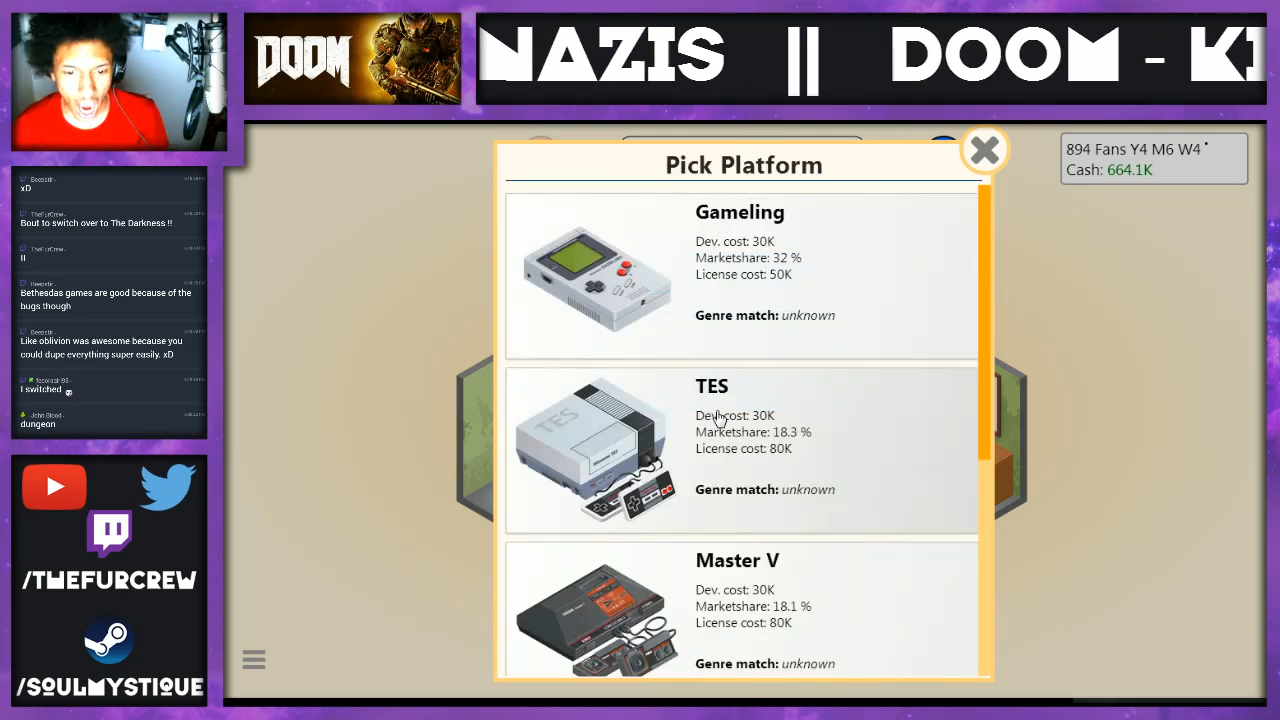 DOOM
NAZIS || DOOM - KI
894 Fans Y4 M6 W4
Cash: 664.1K
Pick Platform
Gameling
Dev. cost: 30K
Marketshare: 32 %
License cost: 50K
Genre match: unknown
TES
Dev. cost: 30K
Marketshare: 18.3 %
License cost: 80K
Genre match: unknown
TES
Master V
Dev. cost: 30K
Marketshare: 18.1 %
License cost: 80K
Genre match: unknown
Beepstir-
xD
TheFurCrew-
Bout to switch over to The Darkness !!
TheFurCrew-
Beepstir-
Bethesdas games are good because of the
bugs though
Beepstir-
Like oblivion was awesome because you
could dupe everything super easily. xD
I switched
John Blood-
dungeon
/THEFURCREW
/SOULMYSTIQUE